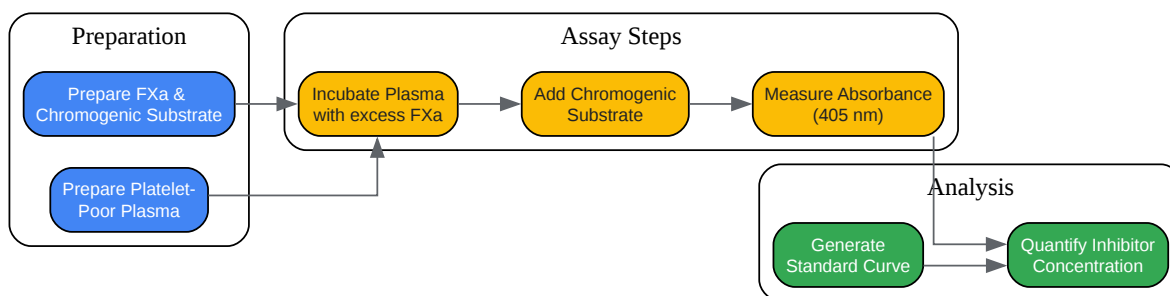 Preparation
Prepare FXa &
Chromogenic Substrate
Prepare Platelet-
Poor Plasma
Assay Steps
Incubate Plasma
with excess FXa
Add Chromogenic
Substrate
Measure Absorbance
(405 nm)
Analysis
Generate
Standard Curve
Quantify Inhibitor
Concentration